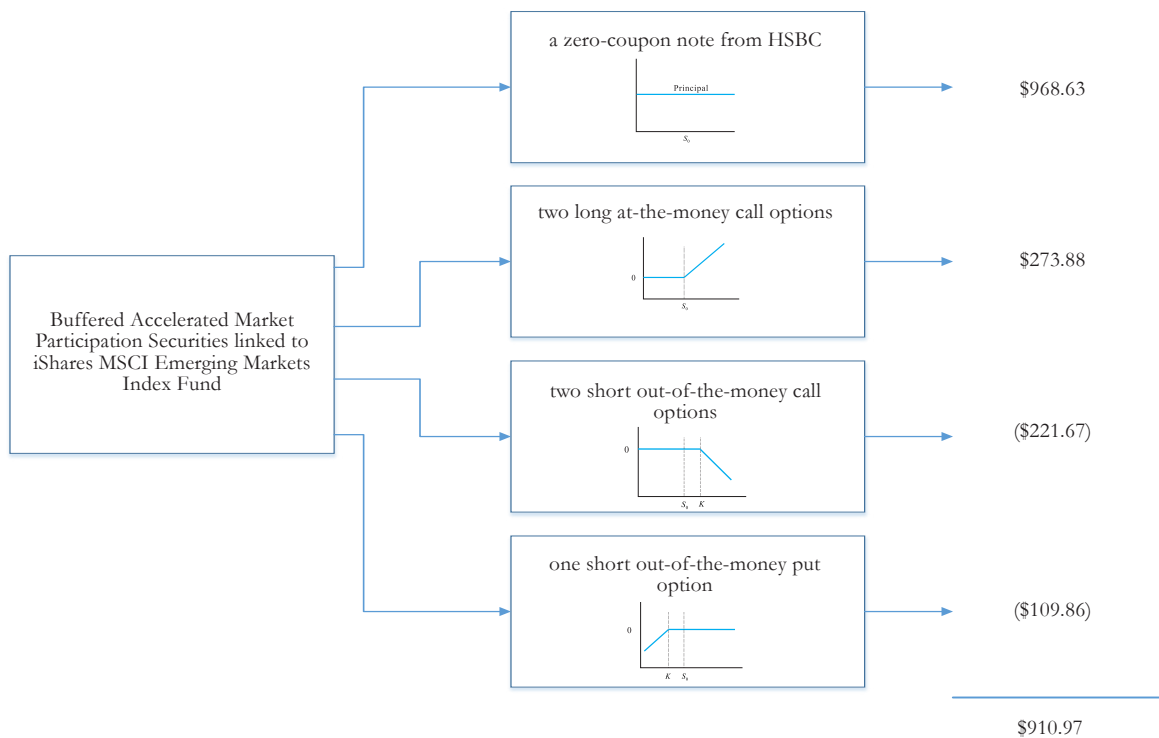 a zero-coupon note from HSBC
Principal
S₀
$968.63
two long at-the-money call options
0
S₀
$273.88
Buffered Accelerated Market
Participation Securities linked to
iShares MSCI Emerging Markets
Index Fund
two short out-of-the-money call
options
0
S₀ K
($221.67)
one short out-of-the-money put
option
0
K S₀
($109.86)
$910.97